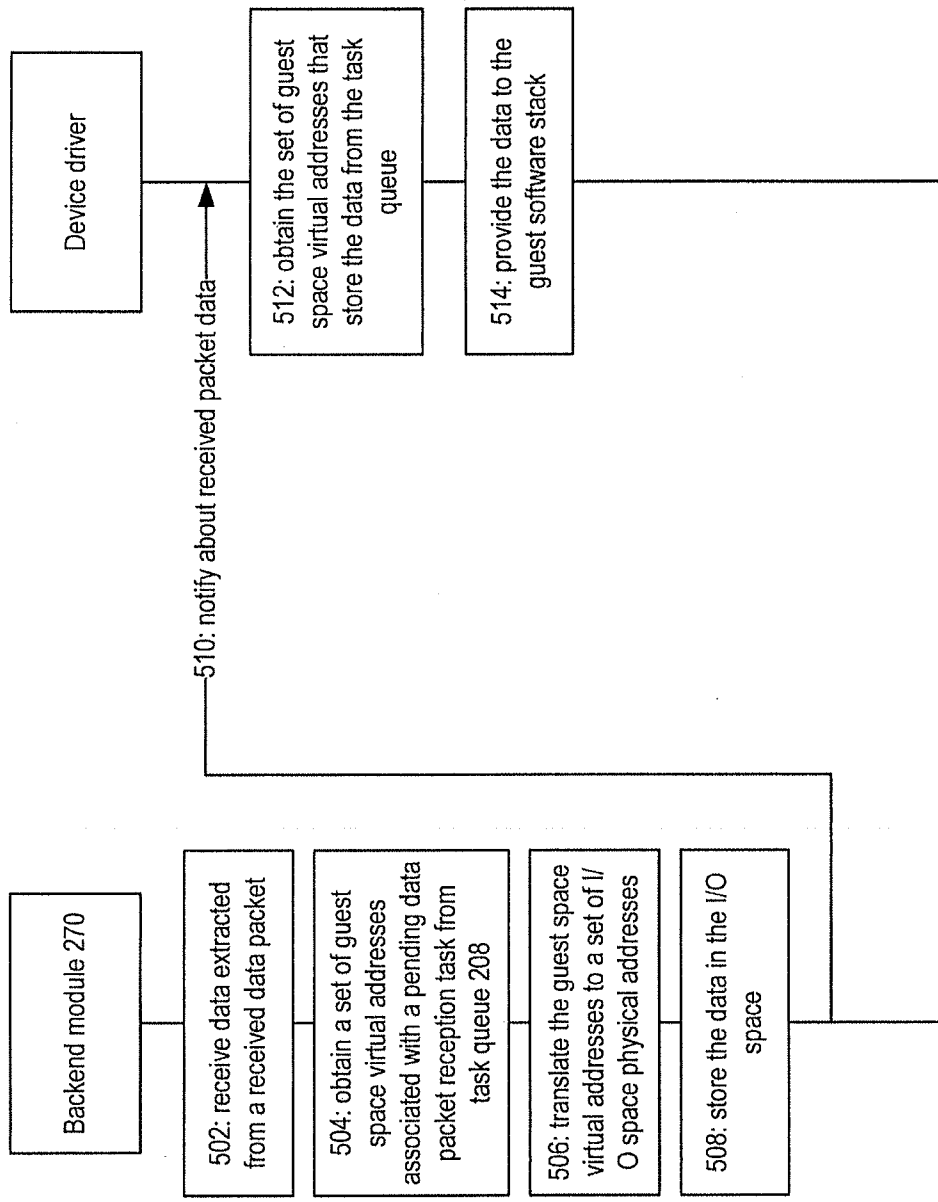 Backend module 270
502: receive data extracted
from a received data packet
504: obtain a set of guest
space virtual addresses
associated with a pending data
packet reception task from
task queue 208
506: translate the guest space
virtual addresses to a set of I/
O space physical addresses
508: store the data in the I/O
space
510: notify about received packet data
Device driver
512: obtain the set of guest
space virtual addresses that
store the data from the task
queue
514: provide the data to the
guest software stack